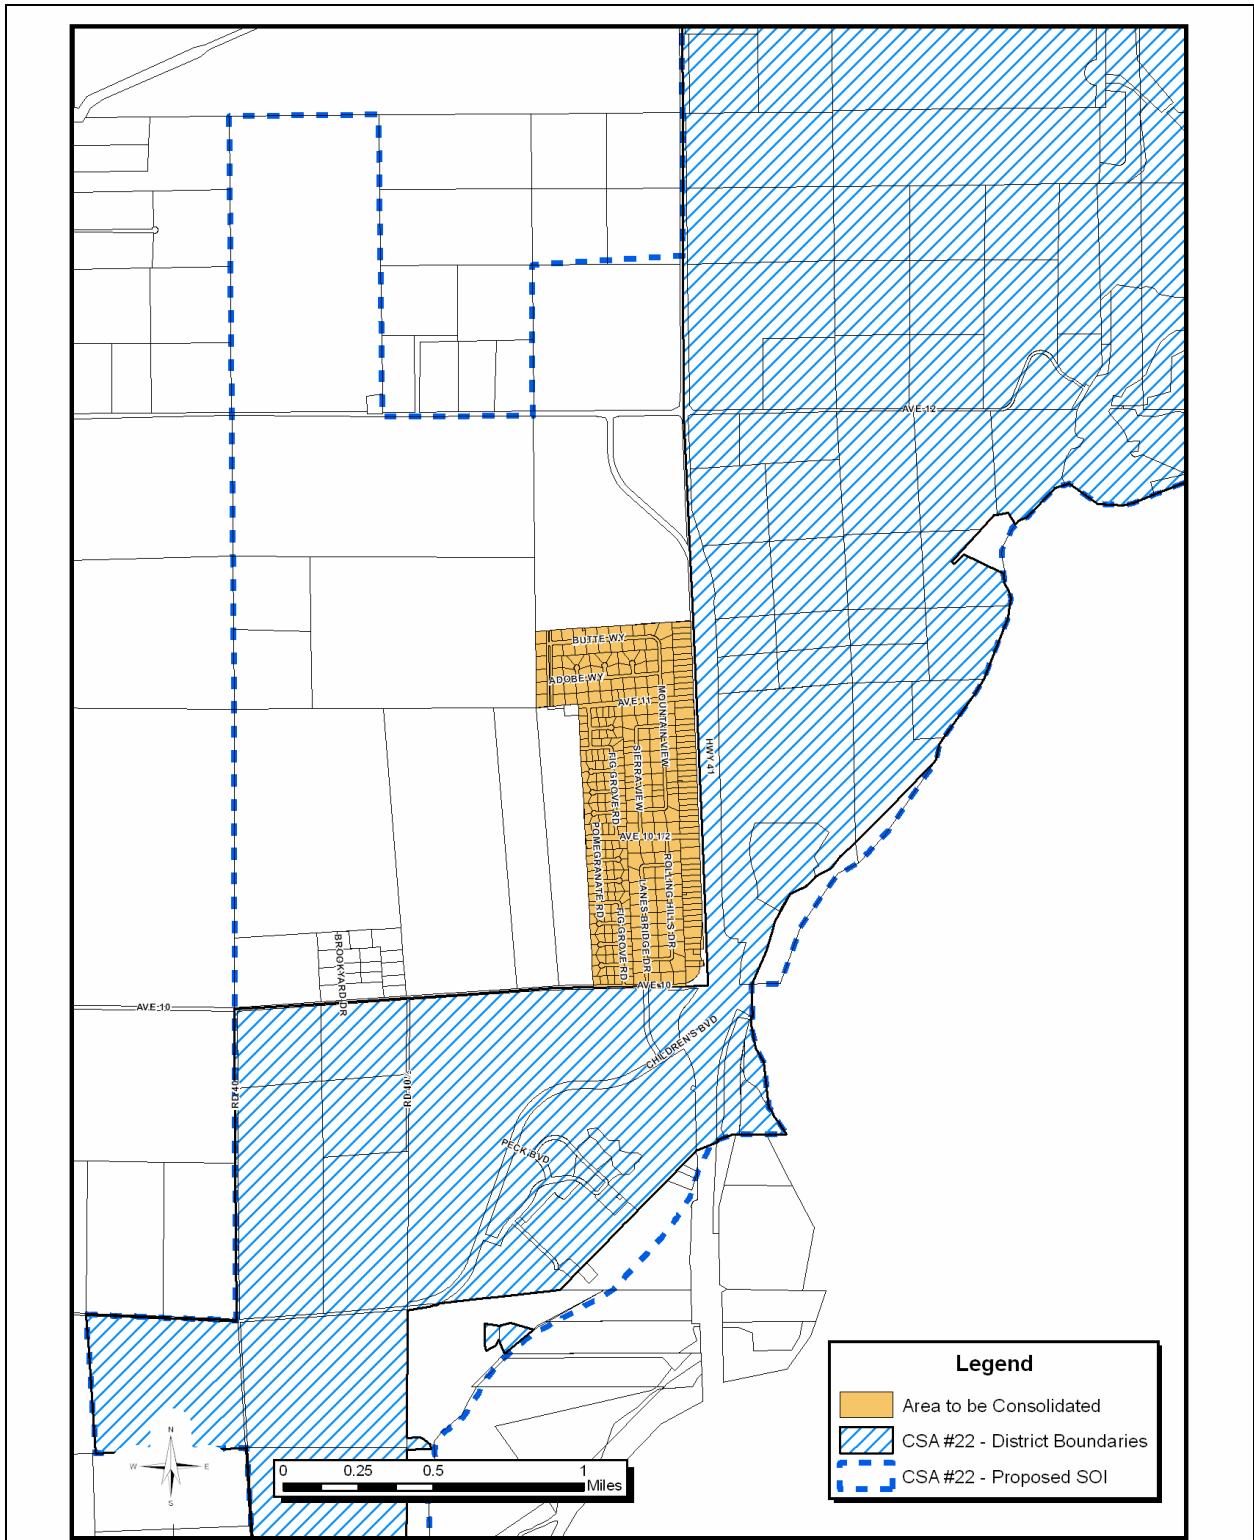 AVE 12
BUTTE WY
ADOBE WY
AVE 11
MOUNTAIN VIEW
SIERRA VIEW
FIG GROVE RD
HWY 41
AVE 10 1/2
POMEGRANATE RD
ROLLING HILLS DR
LANES BRIDGE DR
FIG GROVE RD
BROOKYARD DR
AVE 10
AVE 10
CHILDREN'S BVD
RD 40
RD 40
PECK BVD
Legend
Area to be Consolidated
CSA #22 - District Boundaries
CSA #22 - Proposed SOI
N
W E
S
0 0.25 0.5 1
Miles